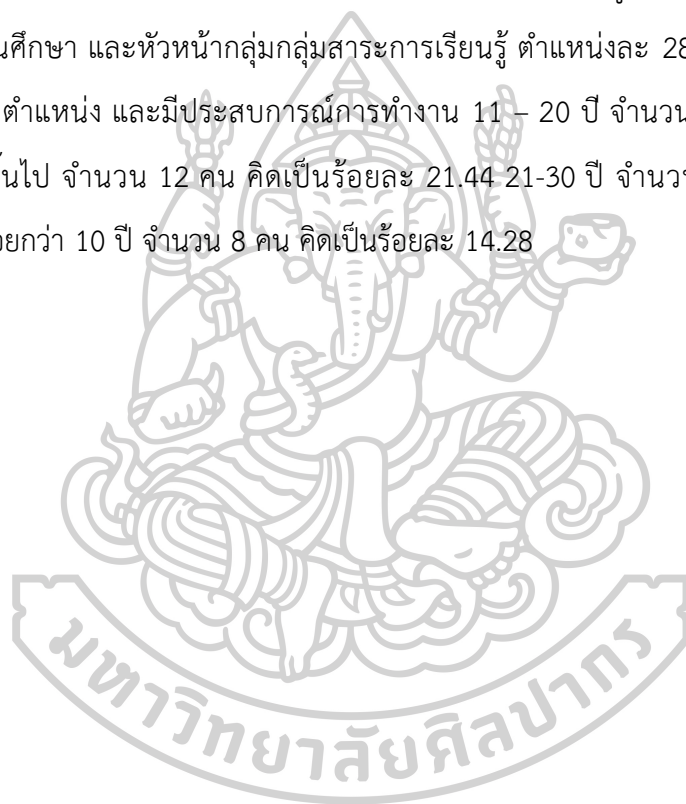 นศึกษา และหัวหน้ากลุ่มกลุ่มสาระการเรียนรู้ ตำแหน่งละ 28
ตำแหน่ง และมีประสบการณ์การทำงาน 11 – 20 ปี จำนวน
จำนวน 12 คน คิดเป็นร้อยละ 21.44 21-30 ปี
กว่า 10 ปี จำนวน 8 คน คิดเป็นร้อยละ 14.28
มหาวิทยาลัยศิลปากร